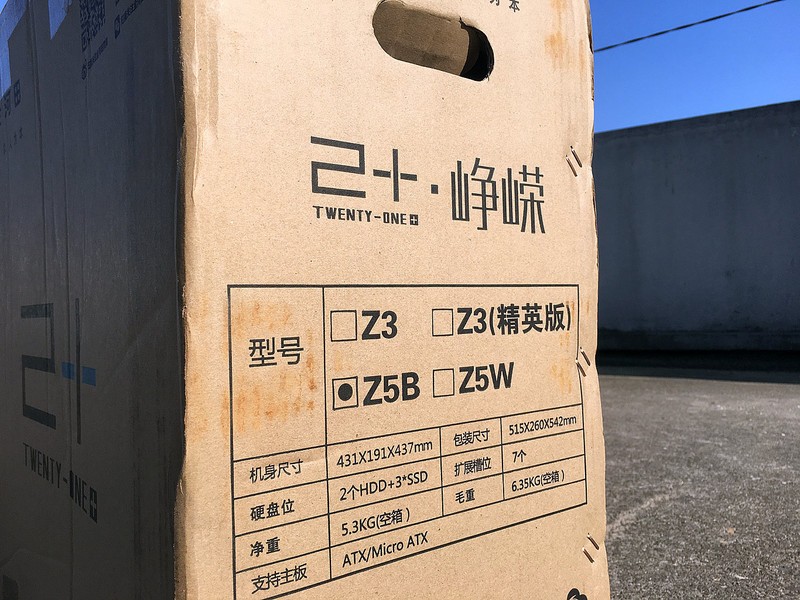 21+·峥嵘
TWENTY-ONE+
型号
□Z3 □Z3(精英版)
Z5B □Z5W
机身尺寸 431X191X437mm 包装尺寸 515X260X542mm
硬盘位 2个HDD+3*SSD 扩展槽位 7个
净重 5.3KG(空箱) 毛重 6.35KG(空箱)
支持主板 ATX/Micro ATX
TWENTY-ONE+